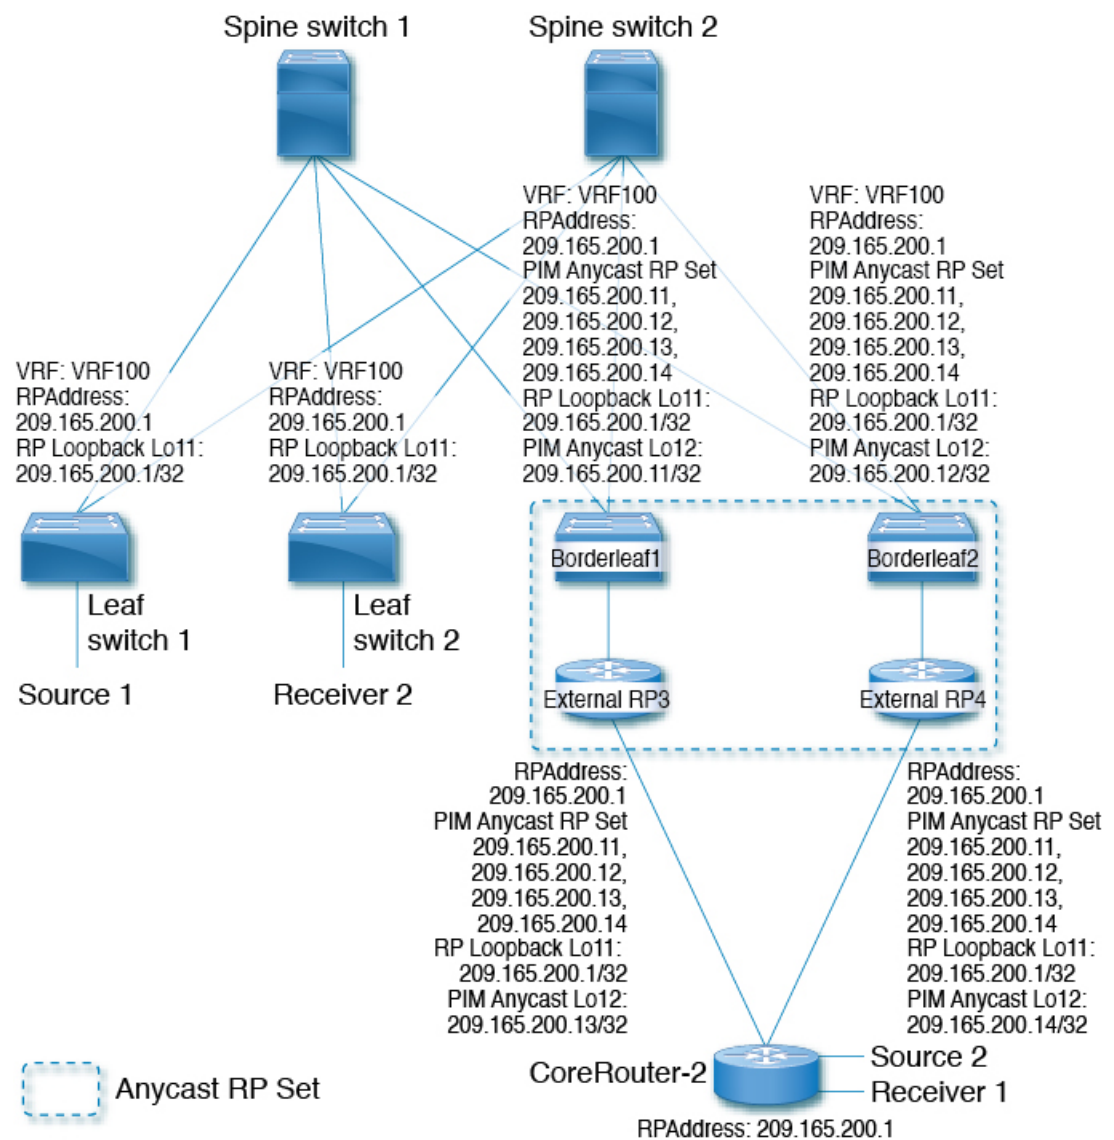 Spine switch 1
Spine switch 2
VRF: VRF100
RPAddress:
209.165.200.1
PIM Anycast RP Set
209.165.200.11,
209.165.200.12,
209.165.200.13,
209.165.200.14
RP Loopback Lo11:
209.165.200.1/32
PIM Anycast Lo12:
209.165.200.11/32
VRF: VRF100
RPAddress:
209.165.200.1
PIM Anycast RP Set
209.165.200.11,
209.165.200.12,
209.165.200.13,
209.165.200.14
RP Loopback Lo11:
209.165.200.1/32
PIM Anycast Lo12:
209.165.200.12/32
VRF: VRF100
RPAddress:
209.165.200.1
RP Loopback Lo11:
209.165.200.1/32
VRF: VRF100
RPAddress:
209.165.200.1
RP Loopback Lo11:
209.165.200.1/32
Borderleaf1
Borderleaf2
Leaf
switch 1
Leaf
switch 2
Source 1
Receiver 2
External RP3
External RP4
RPAddress:
209.165.200.1
PIM Anycast RP Set
209.165.200.11,
209.165.200.12,
209.165.200.13,
209.165.200.14
RP Loopback Lo11:
209.165.200.1/32
PIM Anycast Lo12:
209.165.200.13/32
RPAddress:
209.165.200.1
PIM Anycast RP Set
209.165.200.11,
209.165.200.12,
209.165.200.13,
209.165.200.14
RP Loopback Lo11:
209.165.200.1/32
PIM Anycast Lo12:
209.165.200.14/32
Anycast RP Set
CoreRouter-2
Source 2
Receiver 1
RPAddress: 209.165.200.1